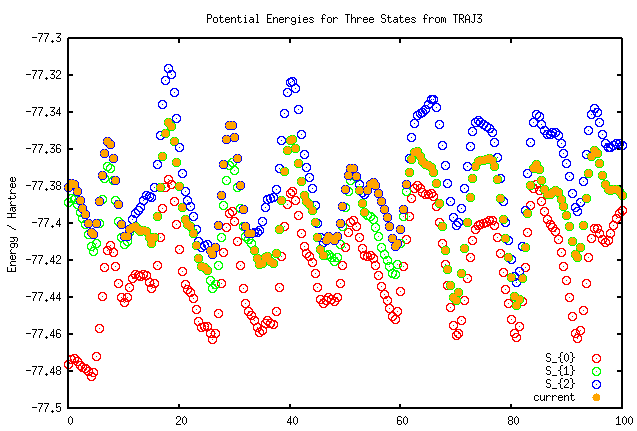 Potential Energies for Three States from TRAJ3
-77.3
-77.32
-77.34
-77.36
-77.38
-77.4
-77.42
-77.44
-77.46
-77.48
-77.5
Energy / Hartree
0 20 40 60 80 100
S_{0}
S_{1}
S_{2}
current